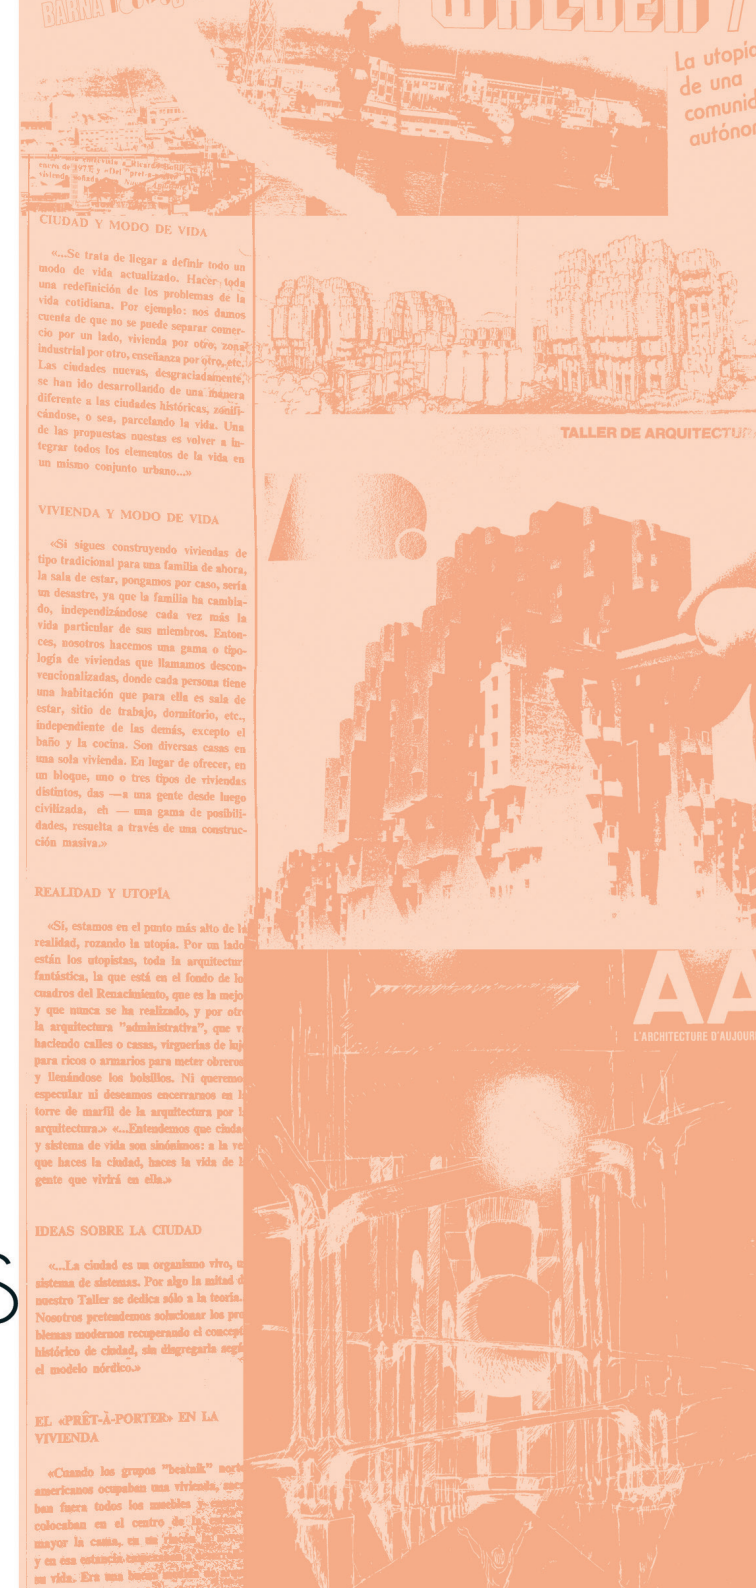 BARNA
WALDEN 7
La utopía
de una
comunid
autónom
enero de 1975 y «Del "pret-a-
vivienda soñada
CIUDAD Y MODO DE VIDA
«...Se trata de llegar a definir todo un
modo de vida actualizado. Hacer toda
una redefinición de los problemas de la
vida cotidiana. Por ejemplo: nos damos
cuenta de que no se puede separar comer-
cio por un lado, vivienda por otro, zona
industrial por otro, enseñanza por otro, etc.
Las ciudades nuevas, desgraciadamente,
se han ido desarrollando de una manera
diferente a las ciudades históricas, zonifi-
cándose, o sea, parcelando la vida. Una
de las propuestas nuestas es volver a in-
tegrar todos los elementos de la vida en
un mismo conjunto urbano...»
TALLER DE ARQUITECTURA
VIVIENDA Y MODO DE VIDA
«Si sigues construyendo viviendas de
tipo tradicional para una familia de ahora,
la sala de estar, pongamos por caso, sería
un desastre, ya que la familia ha cambia-
do, independizándose cada vez más la
vida particular de sus miembros. Enton-
ces, nosotros hacemos una gama o tipo-
logía de viviendas que llamamos descon-
vencionalizadas, donde cada persona tiene
una habitación que para ella es sala de
estar, sitio de trabajo, dormitorio, etc.,
independiente de las demás, excepto el
baño y la cocina. Son diversas casas en
una sola vivienda. En lugar de ofrecer, en
un bloque, uno o tres tipos de viviendas
distintos, das —a una gente desde luego
civilizada, eh — una gama de posibili-
dades, resuelta a través de una construc-
ción masiva.»
REALIDAD Y UTOPÍA
«Sí, estamos en el punto más alto de la
realidad, rozando la utopía. Por un lado
están los utopistas, toda la arquitectur
fantástica, la que está en el fondo de lo
cuadros del Renacimiento, que es la mejo
y que nunca se ha realizado, y por otr
la arquitectura "administrativa", que v
haciendo calles o casas, virguerías de luj
para ricos o armarios para meter obreros
y llenándose los bolsillos. Ni queremo
especular ni deseamos encerrarnos en l
torre de marfil de la arquitectura por l
arquitectura.» «...Entendemos que ciuda
y sistema de vida son sinónimos: a la ve
que haces la ciudad, haces la vida de l
gente que vivirá en ella.»
AA
L'ARCHITECTURE D'AUJOUR
IDEAS SOBRE LA CIUDAD
«...La ciudad es un organismo vivo, u
sistema de sistemas. Por algo la mitad d
nuestro Taller se dedica sólo a la teoría.
Nosotros pretendemos solucionar los pro
blemas modernos recuperando el concept
histórico de ciudad, sin disgregarla segú
el modelo nórdico.»
S
EL «PRÊT-À-PORTER» EN LA
VIVIENDA
«Cuando los grupos "beatnik" norte
americanos ocupaban una vivienda,
ban fuera todos los muebles y
colocaban en el centro de
mayor la cama, en un
y en esa estancia
su vida. Era una buena